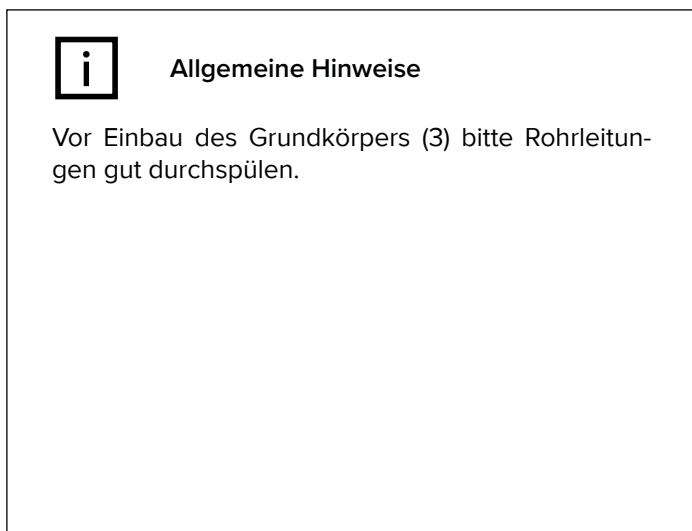 i
Allgemeine Hinweise
Vor Einbau des Grundkörpers (3) bitte Rohrleitun-
gen gut durchspülen.